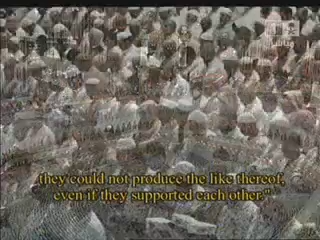 they could not produce the like thereof,
even if they supported each other."